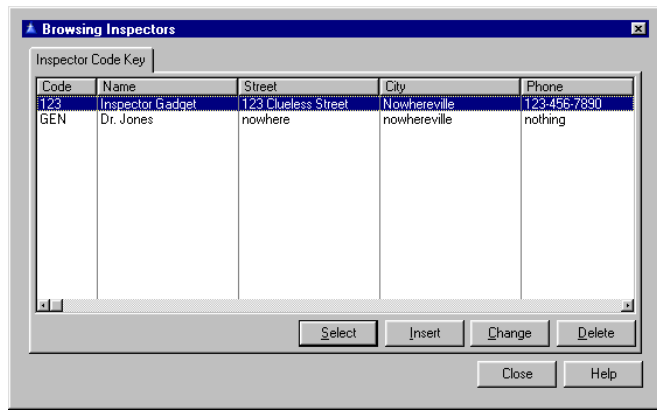 Browsing Inspectors
Inspector Code Key
Code Name Street City Phone
123 Inspector Gadget 123 Clueless Street Nowhereville 123-456-7890
GEN Dr. Jones nowhere nowhereville nothing
Select Insert Change Delete
Close Help